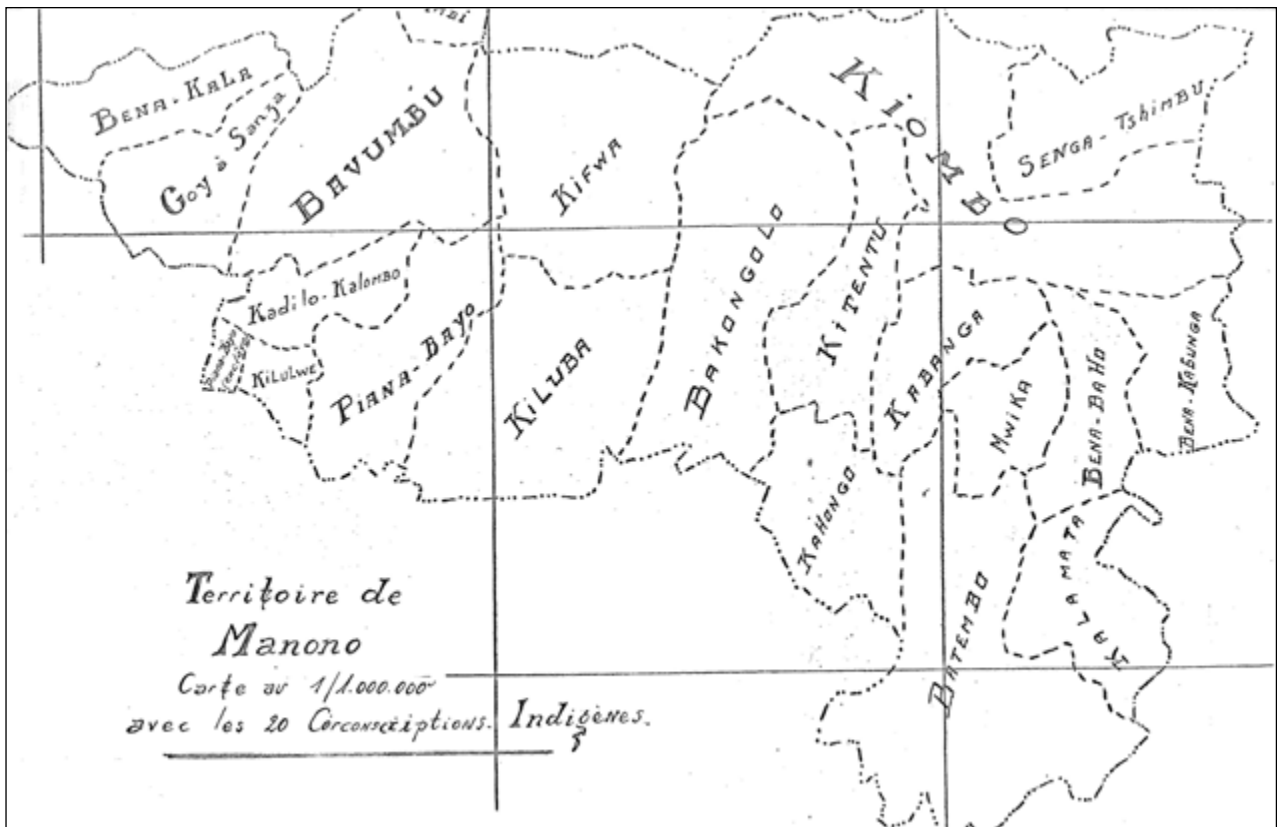 BENA-KALA
Goy à Sanza
BAVUMBU
KIFWA
KIOMBO
SENGA-TSHIMBU
Kadilo-Kalombo
KILULWE
PIANA-BAYO
KILUBA
BAKONGOLO
KITENTU
KABANGA
MWIKA
BENA-BAHO
BENA-KABUNGA
KAHONGO
BATEMBO
KALAMATA
Territoire de
Manono
Carte au 1/1.000.000
avec les 20 Circonscriptions. Indigènes.